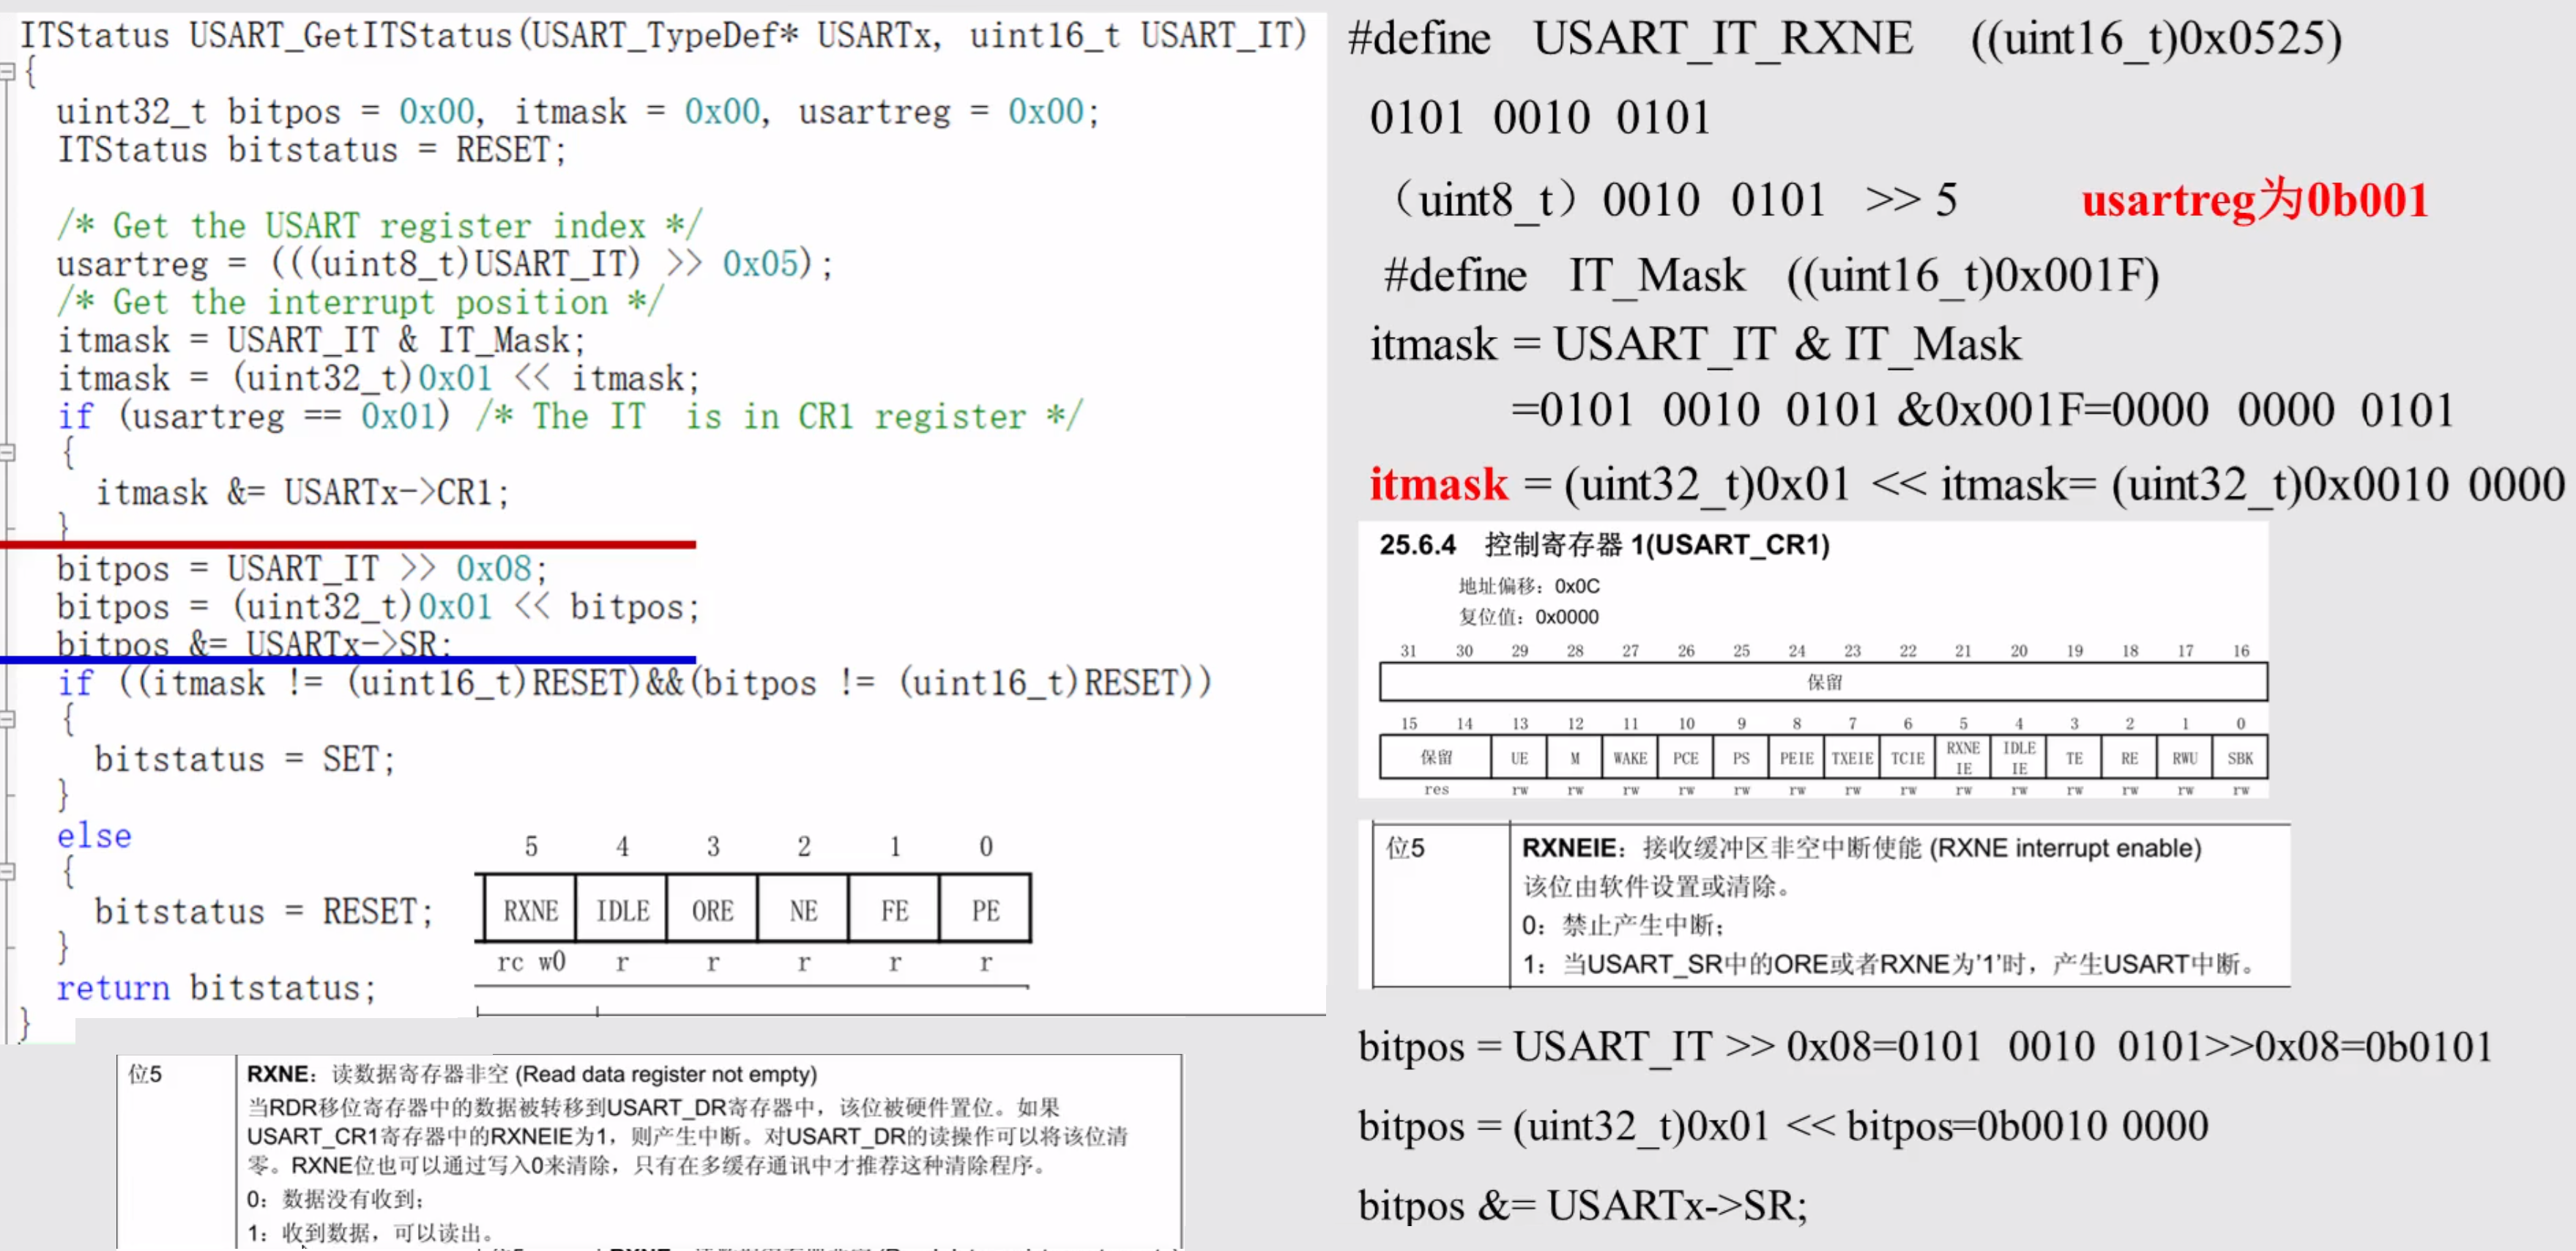 ITStatus USART_GetITStatus(USART_TypeDef* USARTx, uint16_t USART_IT)
{
uint32_t bitpos = 0x00, itmask = 0x00, usartreg = 0x00;
ITStatus bitstatus = RESET;
/* Get the USART register index */
usartreg = (((uint8_t)USART_IT) >> 0x05);
/* Get the interrupt position */
itmask = USART_IT & IT_Mask;
itmask = (uint32_t)0x01 << itmask;
if (usartreg == 0x01) /* The IT  is in CR1 register */
{
itmask &= USARTx->CR1;
}
bitpos = USART_IT >> 0x08;
bitpos = (uint32_t)0x01 << bitpos;
bitpos &= USARTx->SR;
if ((itmask != (uint16_t)RESET)&&(bitpos != (uint16_t)RESET))
{
bitstatus = SET;
}
else
{
bitstatus = RESET;
}
return bitstatus;
}
5 4 3 2 1 0
RXNE IDLE ORE NE FE PE
rc w0 r r r r r
位5 RXNE：读数据寄存器非空 (Read data register not empty)
当RDR移位寄存器中的数据被转移到USART_DR寄存器中，该位被硬件置位。如果
USART_CR1寄存器中的RXNEIE为1，则产生中断。对USART_DR的读操作可以将该位清
零。RXNE位也可以通过写入0来清除，只有在多缓存通讯中才推荐这种清除程序。
0：数据没有收到；
1：收到数据，可以读出。
#define USART_IT_RXNE ((uint16_t)0x0525)
0101 0010 0101
（uint8_t）0010 0101 >> 5 usartreg为0b001
#define IT_Mask ((uint16_t)0x001F)
itmask = USART_IT & IT_Mask
=0101 0010 0101 &0x001F=0000 0000 0101
itmask = (uint32_t)0x01 << itmask= (uint32_t)0x0010 0000
25.6.4 控制寄存器 1(USART_CR1)
地址偏移：0x0C
复位值：0x0000
31 30 29 28 27 26 25 24 23 22 21 20 19 18 17 16
保留
15 14 13 12 11 10 9 8 7 6 5 4 3 2 1 0
保留 UE M WAKE PCE PS PEIE TXEIE TCIE RXNE IE IDLE IE TE RE RWU SBK
res rw rw rw rw rw rw rw rw rw rw rw rw rw rw
位5 RXNEIE：接收缓冲区非空中断使能 (RXNE interrupt enable)
该位由软件设置或清除。
0：禁止产生中断；
1：当USART_SR中的ORE或者RXNE为'1'时，产生USART中断。
bitpos = USART_IT >> 0x08=0101 0010 0101>>0x08=0b0101
bitpos = (uint32_t)0x01 << bitpos=0b0010 0000
bitpos &= USARTx->SR;